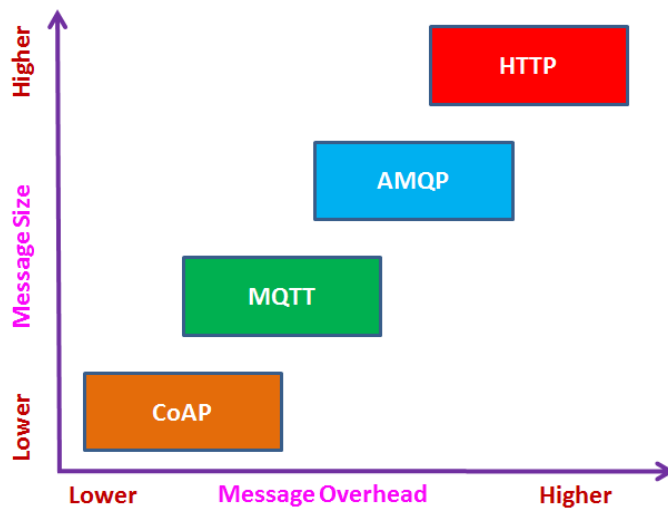 Higher
HTTP
AMQP
Message Size
MQTT
CoAP
Lower
Lower
Message Overhead
Higher